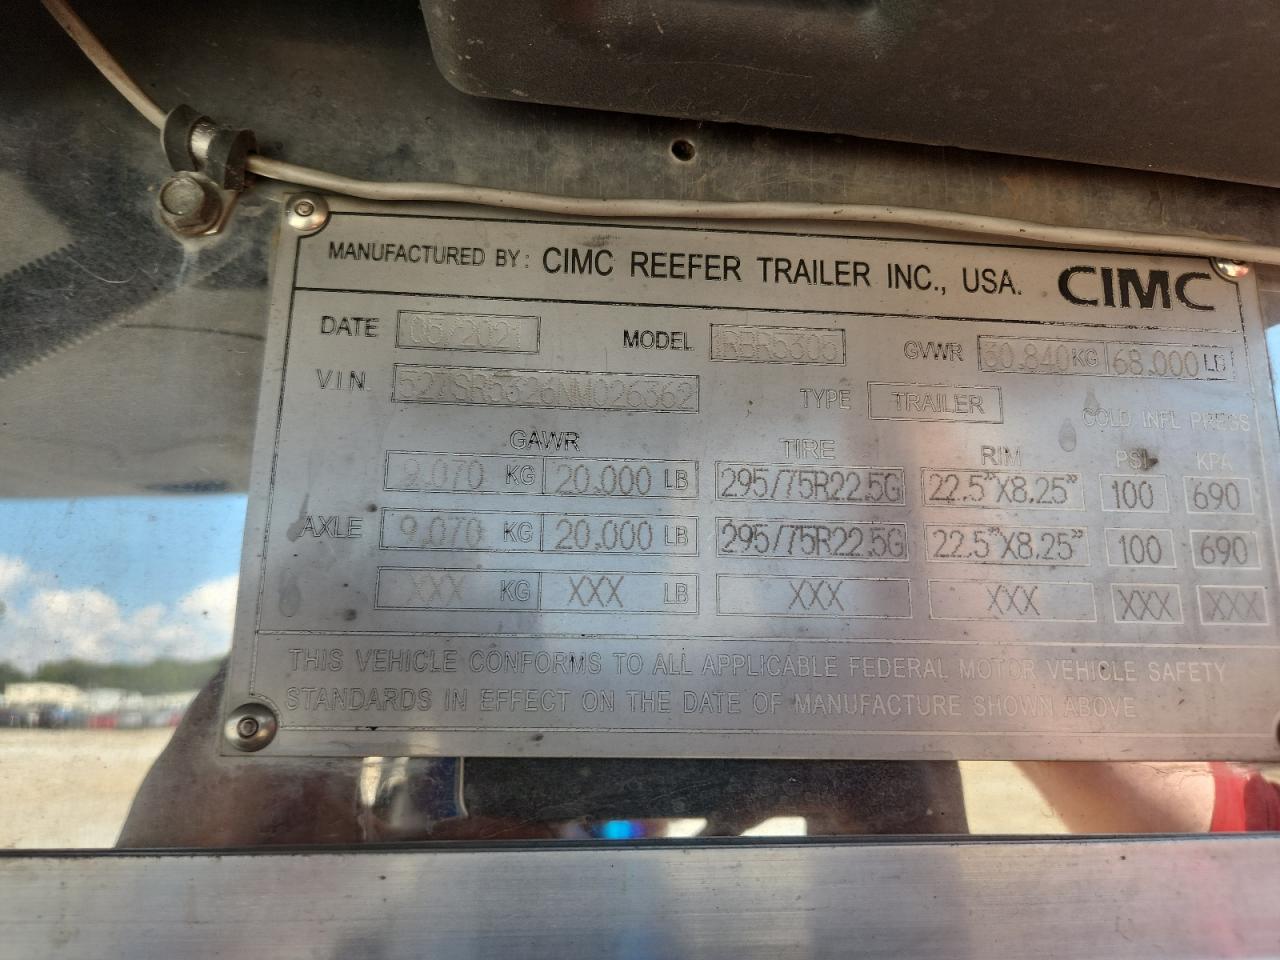 MANUFACTURED BY: CIMC REEFER TRAILER INC., USA. CIMC
DATE 05/2021 MODEL RBR5305 GVWR 30.840 KG 68.000 LB
VIN 527SR5326NM026362 TYPE TRAILER COLD INFL PRESS
GAWR TIRE RIM PSI KPA
9.070 KG 20.000 LB 295/75R22.5G 22.5"X8.25" 100 690
AXLE 9.070 KG 20.000 LB 295/75R22.5G 22.5"X8.25" 100 690
XXX KG XXX LB XXX XXX XXX XXX
THIS VEHICLE CONFORMS TO ALL APPLICABLE FEDERAL MOTOR VEHICLE SAFETY
STANDARDS IN EFFECT ON THE DATE OF MANUFACTURE SHOWN ABOVE